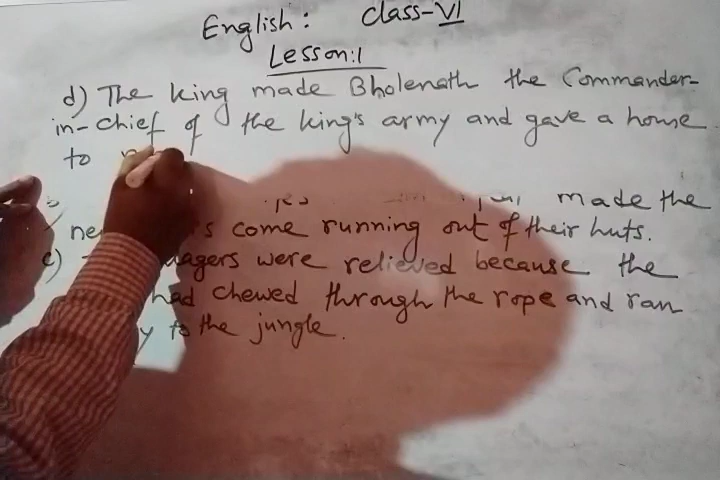 English: Class-VI
Lesson:1
d) The king made Bholenath the Commander-
in-chief of the king's army and gave a home
to
made the
come running out of their huts.
c) were relieved because the
had chewed through the rope and ran
to the jungle.